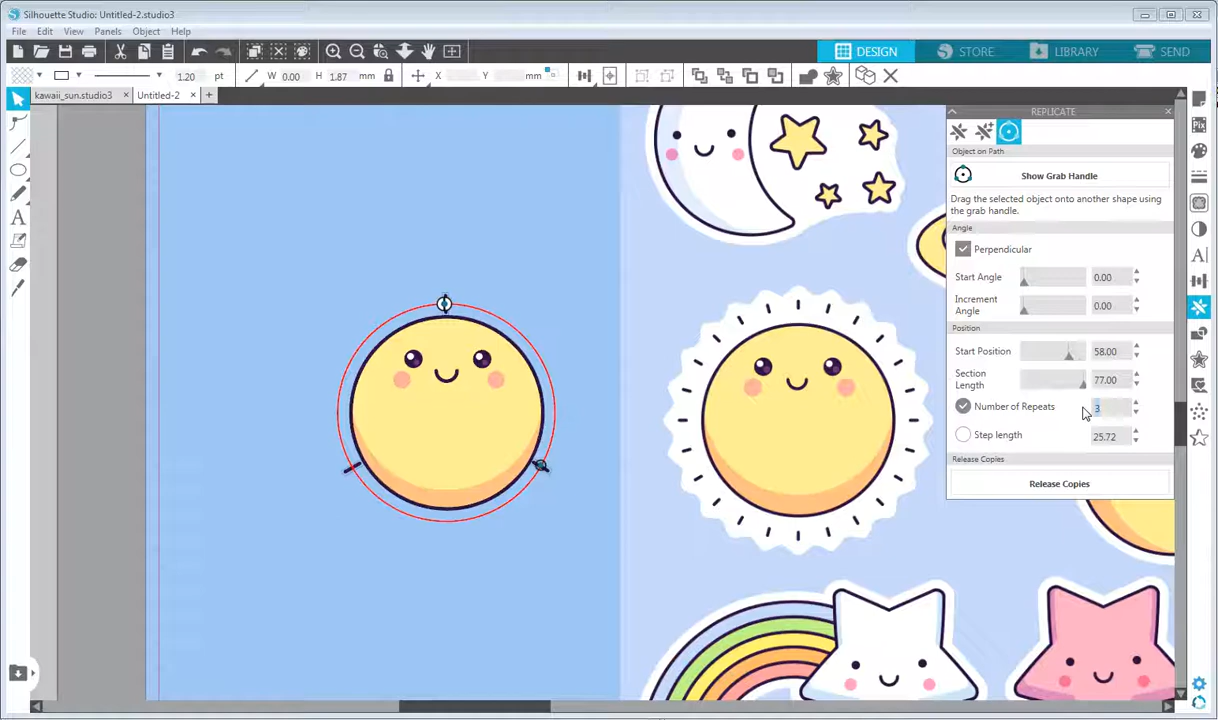 Silhouette Studio: Untitled-2.studio3
File Edit View Panels Object Help
DESIGN STORE LIBRARY SEND
1.20 pt W 0.00 H 1.87 mm X Y mm
kawaii_sun.studio3 × Untitled-2 × +
REPLICATE
Object on Path
Show Grab Handle
Drag the selected object onto another shape using
the grab handle.
Angle
Perpendicular
Start Angle 0.00
Increment
Angle 0.00
Position
Start Position 58.00
Section
Length 77.00
Number of Repeats 3
Step length 25.72
Release Copies
Release Copies
Pix
A
A